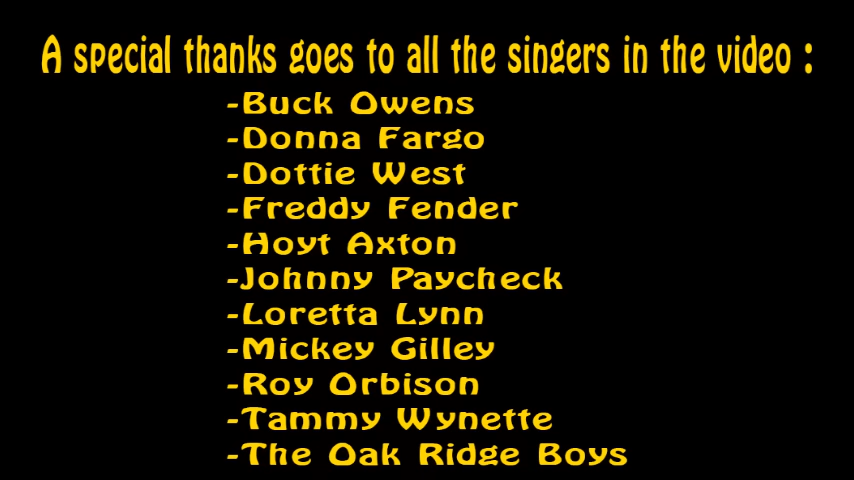 A special thanks goes to all the singers in the video :
-Buck Owens
-Donna Fargo
-Dottie West
-Freddy Fender
-Hoyt Axton
-Johnny Paycheck
-Loretta Lynn
-Mickey Gilley
-Roy Orbison
-Tammy Wynette
-The Oak Ridge Boys